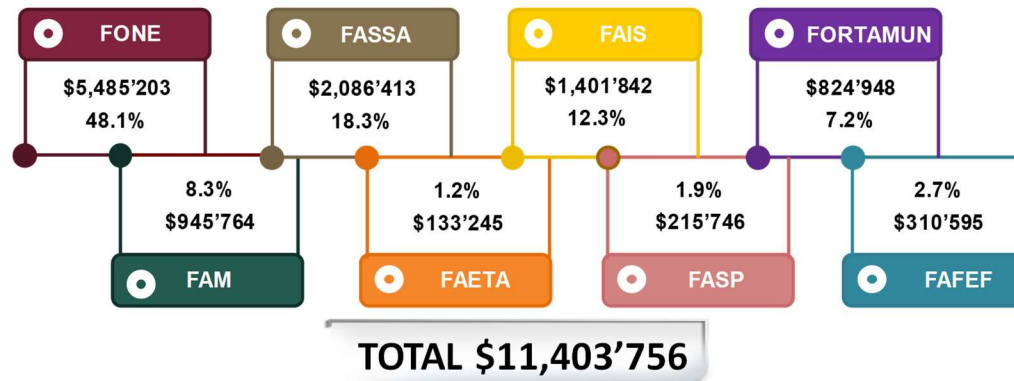 FONE
$5,485'203
48.1%
FASSA
$2,086'413
18.3%
FAIS
$1,401'842
12.3%
FORTAMUN
$824'948
7.2%
8.3%
$945'764
FAM
1.2%
$133'245
FAETA
1.9%
$215'746
FASP
2.7%
$310'595
FAFEF
TOTAL $11,403'756